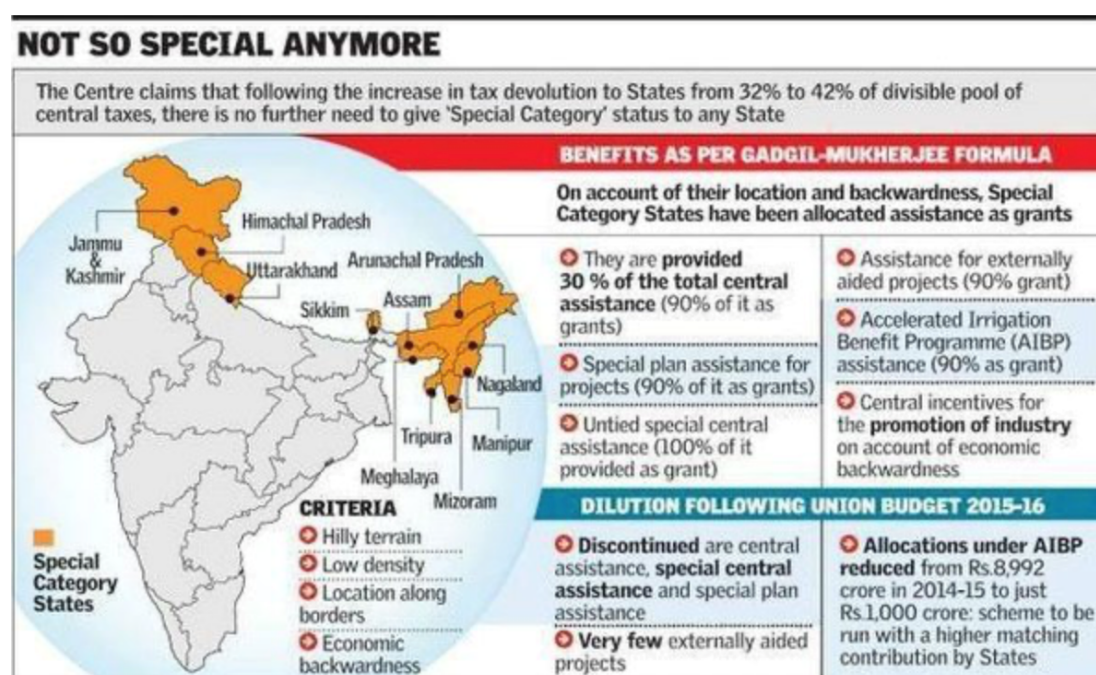 NOT SO SPECIAL ANYMORE
The Centre claims that following the increase in tax devolution to States from 32% to 42% of divisible pool of
central taxes, there is no further need to give 'Special Category' status to any State
Jammu
&
Kashmir
Himachal Pradesh
Uttarakhand
Arunachal Pradesh
Sikkim
Assam
Nagaland
Tripura
Manipur
Meghalaya
Mizoram
Special
Category
States
CRITERIA
Hilly terrain
Low density
Location along
borders
Economic
backwardness
BENEFITS AS PER GADGIL-MUKHERJEE FORMULA
On account of their location and backwardness, Special
Category States have been allocated assistance as grants
They are provided
30 % of the total central
assistance (90% of it as
grants)
Special plan assistance for
projects (90% of it as grants)
Untied special central
assistance (100% of it
provided as grant)
Assistance for externally
aided projects (90% grant)
Accelerated Irrigation
Benefit Programme (AIBP)
assistance (90% as grant)
Central incentives for
the promotion of industry
on account of economic
backwardness
DILUTION FOLLOWING UNION BUDGET 2015-16
Discontinued are central
assistance, special central
assistance and special plan
assistance
Very few externally aided
projects
Allocations under AIBP
reduced from Rs.8,992
crore in 2014-15 to just
Rs.1,000 crore: scheme to be
run with a higher matching
contribution by States